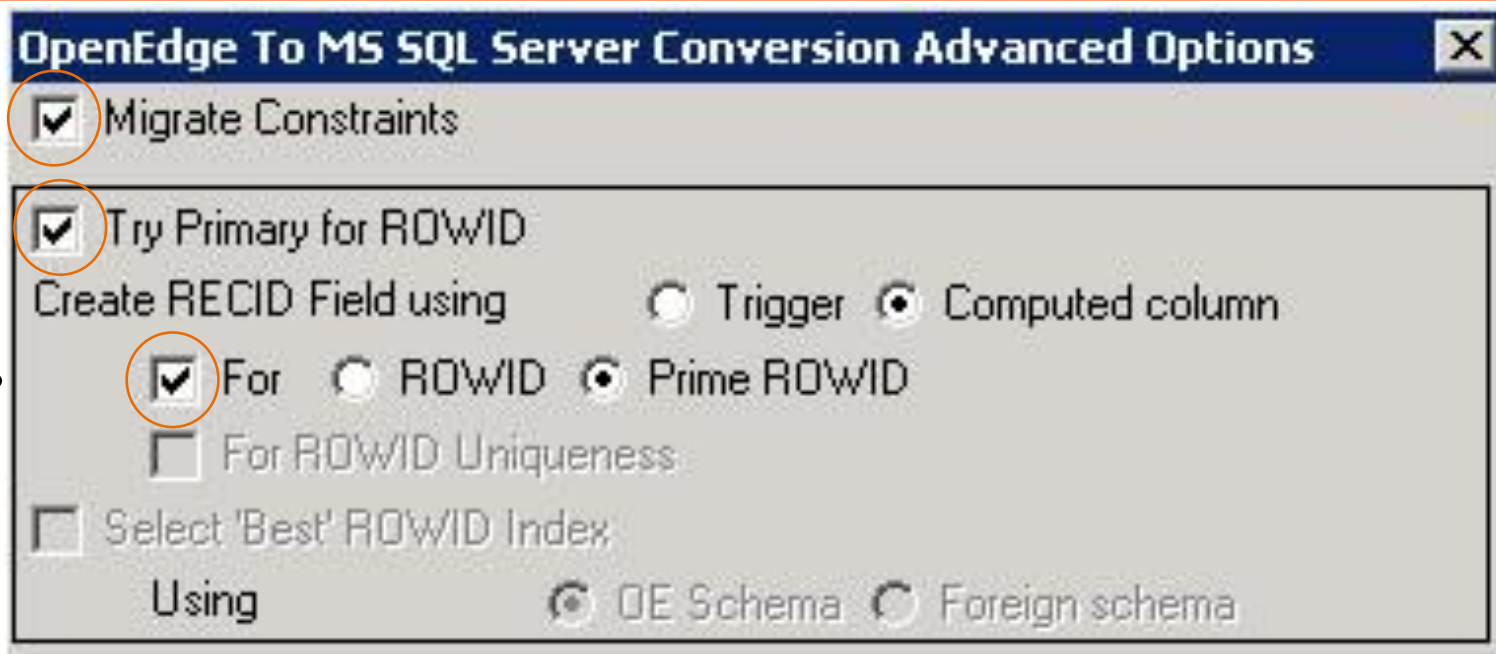 OpenEdge To MS SQL Server Conversion Advanced Options
Migrate Constraints
Try Primary for ROWID
Create RECID Field using Trigger Computed column
For ROWID Prime ROWID
For ROWID Uniqueness
Select 'Best' ROWID Index
Using OE Schema Foreign schema